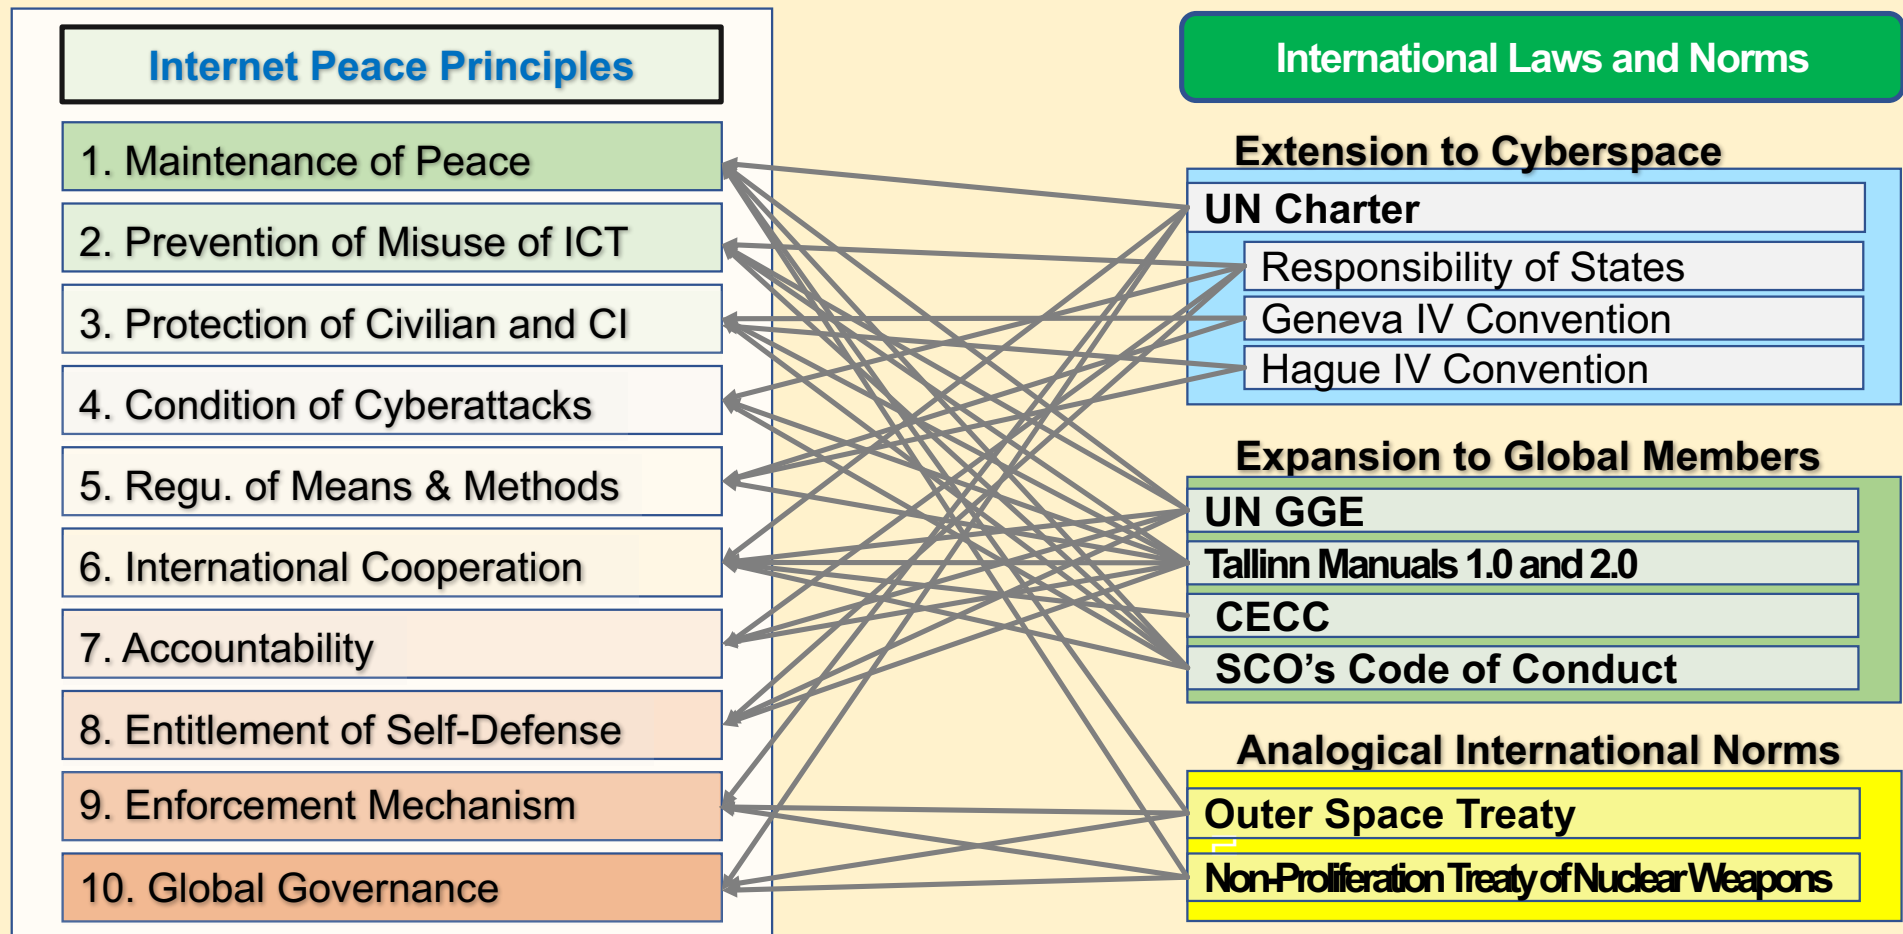 Internet Peace Principles
1. Maintenance of Peace
2. Prevention of Misuse of ICT
3. Protection of Civilian and CI
4. Condition of Cyberattacks
5. Regu. of Means & Methods
6. International Cooperation
7. Accountability
8. Entitlement of Self-Defense
9. Enforcement Mechanism
10. Global Governance
International Laws and Norms
Extension to Cyberspace
UN Charter
Responsibility of States
Geneva IV Convention
Hague IV Convention
Expansion to Global Members
UN GGE
Tallinn Manuals 1.0 and 2.0
CECC
SCO’s Code of Conduct
Analogical International Norms
Outer Space Treaty
Non-Proliferation Treaty of Nuclear Weapons